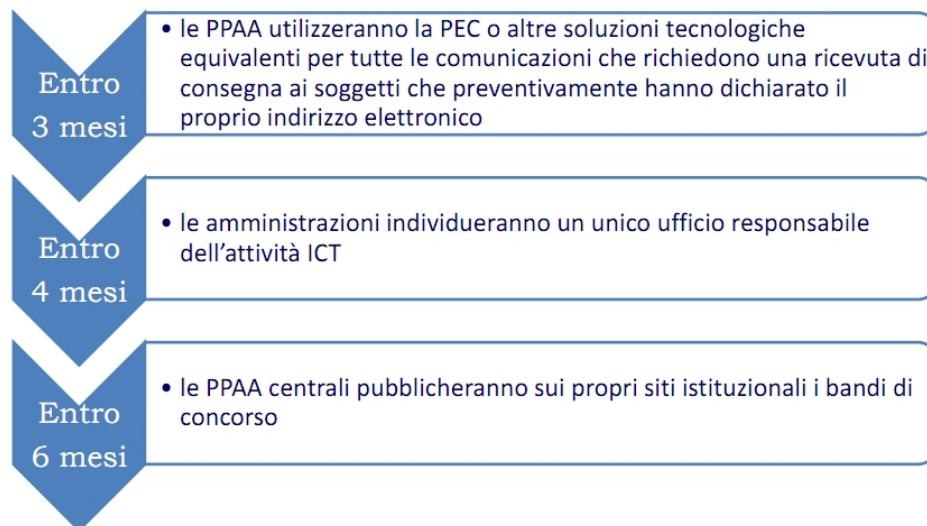 Entro
3 mesi
• le PPAA utilizzeranno la PEC o altre soluzioni tecnologiche
equivalenti per tutte le comunicazioni che richiedono una ricevuta di
consegna ai soggetti che preventivamente hanno dichiarato il
proprio indirizzo elettronico
Entro
4 mesi
• le amministrazioni individueranno un unico ufficio responsabile
dell'attività ICT
Entro
6 mesi
• le PPAA centrali pubblicheranno sui propri siti istituzionali i bandi di
concorso